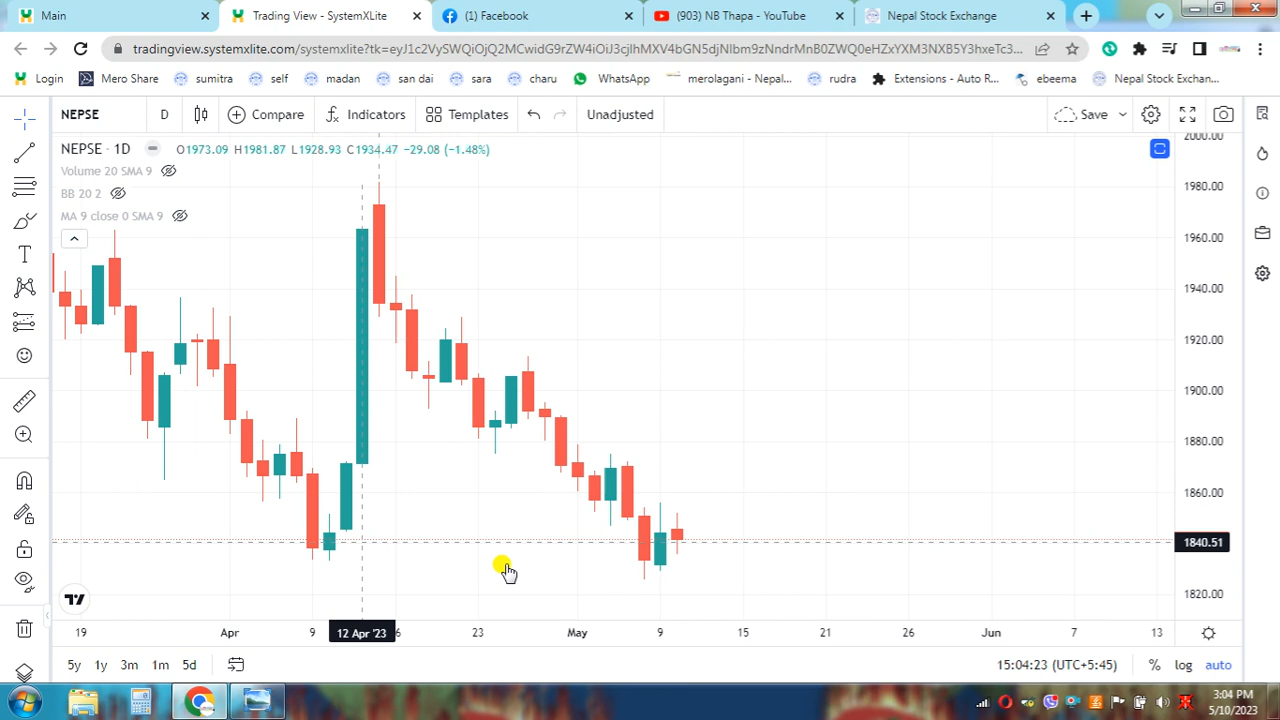 Main
Trading View - SystemXLite
(1) Facebook
(903) NB Thapa - YouTube
Nepal Stock Exchange
Login
Mero Share
sumitra
self
madan
san dai
sara
charu
WhatsApp
merolagani - Nepal...
rudra
Extensions - Auto R...
ebeema
Nepal Stock Exchan...
NEPSE
D
Compare
Indicators
Templates
Unadjusted
Save
NEPSE · 1D
O1973.09 H1981.87 L1928.93 C1934.47 −29.08 (−1.48%)
Volume 20 SMA 9
BB 20 2
MA 9 close 0 SMA 9
2000.00
1980.00
1960.00
1940.00
1920.00
1900.00
1880.00
1860.00
1840.51
1820.00
19
Apr
9
12 Apr '23
6
23
May
9
15
21
26
Jun
7
13
5y
1y
3m
1m
5d
15:04:23 (UTC+5:45)
%
log
auto
3:04 PM
5/10/2023